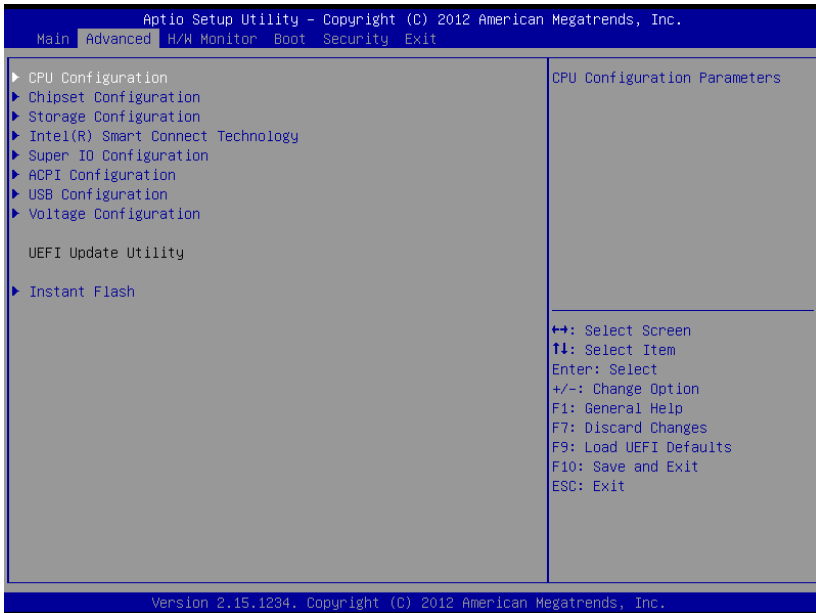 Aptio Setup Utility – Copyright (C) 2012 American Megatrends, Inc.
Main Advanced H/W Monitor Boot Security Exit
CPU Configuration
Chipset Configuration
Storage Configuration
Intel(R) Smart Connect Technology
Super IO Configuration
ACPI Configuration
USB Configuration
Voltage Configuration
UEFI Update Utility
Instant Flash
CPU Configuration Parameters
↔: Select Screen
↑↓: Select Item
Enter: Select
+/-: Change Option
F1: General Help
F7: Discard Changes
F9: Load UEFI Defaults
F10: Save and Exit
ESC: Exit
Version 2.15.1234. Copyright (C) 2012 American Megatrends, Inc.